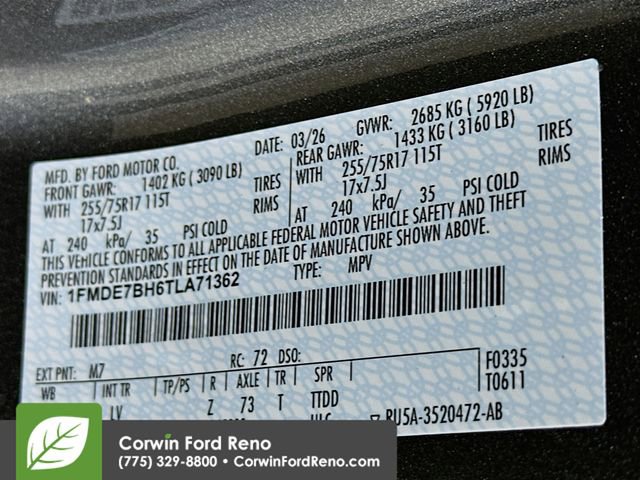 MFD. BY FORD MOTOR CO.
DATE: 03/26 GVWR: 2685 KG ( 5920 LB)
FRONT GAWR: 1402 KG ( 3090 LB) REAR GAWR: 1433 KG ( 3160 LB)
WITH 255/75R17 115T TIRES WITH 255/75R17 115T TIRES
17x7.5J RIMS 17x7.5J RIMS
AT 240 kPa/ 35 PSI COLD AT 240 kPa/ 35 PSI COLD
THIS VEHICLE CONFORMS TO ALL APPLICABLE FEDERAL MOTOR VEHICLE SAFETY AND THEFT
PREVENTION STANDARDS IN EFFECT ON THE DATE OF MANUFACTURE SHOWN ABOVE.
VIN: 1FMDE7BH6TLA71362 TYPE: MPV
EXT PNT: M7 RC: 72 DSO: F0335
WB INT TR TP/PS R AXLE TR SPR T0611
LV Z 73 T TTDD
RU5A-3520472-AB
Corwin Ford Reno
(775) 329-8800 • CorwinFordReno.com